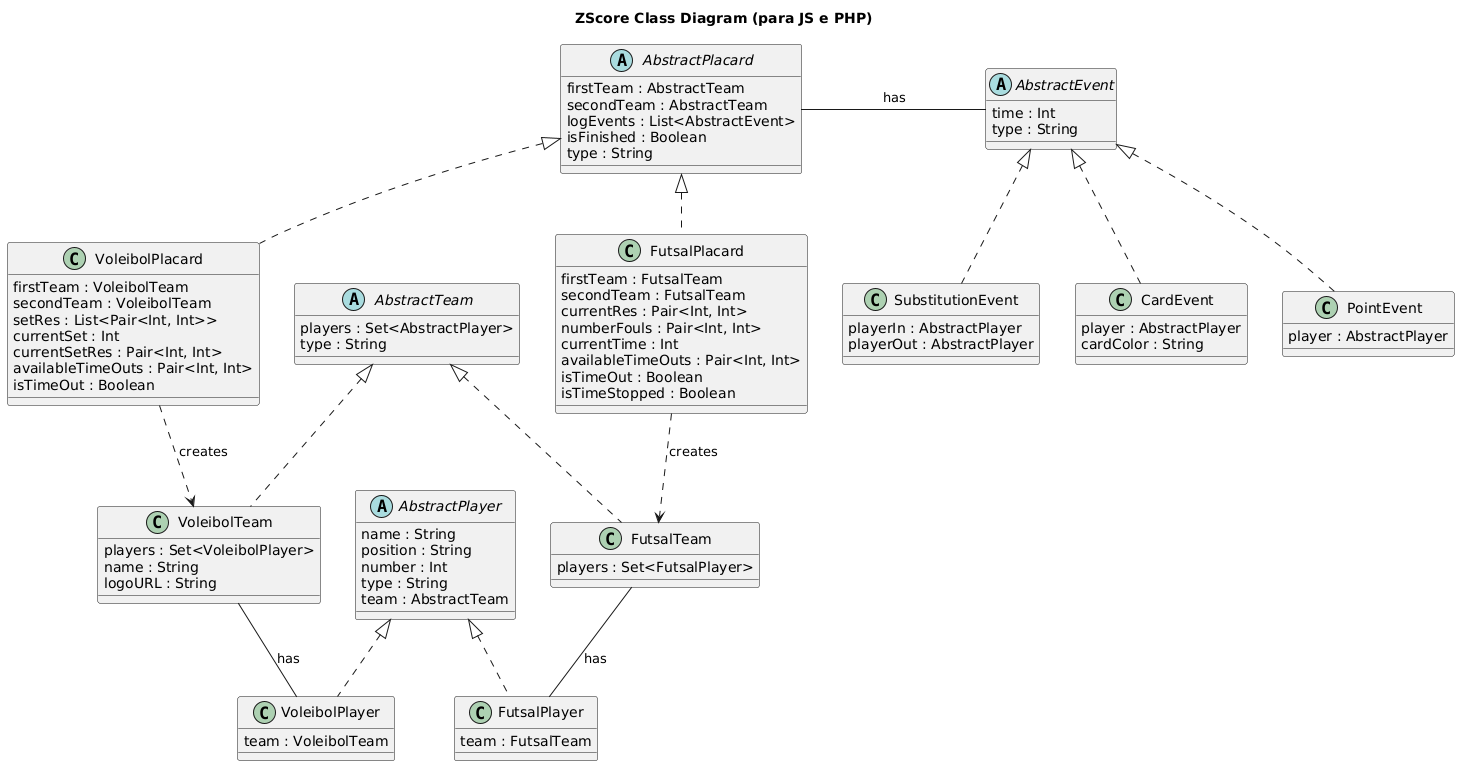 ZScore Class Diagram (para JS e PHP)
A AbstractPlacard
firstTeam : AbstractTeam
secondTeam : AbstractTeam
logEvents : List<AbstractEvent>
isFinished : Boolean
type : String
has
A AbstractEvent
time : Int
type : String
C VoleibolPlacard
firstTeam : VoleibolTeam
secondTeam : VoleibolTeam
setRes : List<Pair<Int, Int>>
currentSet : Int
currentSetRes : Pair<Int, Int>
availableTimeOuts : Pair<Int, Int>
isTimeOut : Boolean
A AbstractTeam
players : Set<AbstractPlayer>
type : String
C FutsalPlacard
firstTeam : FutsalTeam
secondTeam : FutsalTeam
currentRes : Pair<Int, Int>
numberFouls : Pair<Int, Int>
currentTime : Int
availableTimeOuts : Pair<Int, Int>
isTimeOut : Boolean
isTimeStopped : Boolean
C SubstitutionEvent
playerIn : AbstractPlayer
playerOut : AbstractPlayer
C CardEvent
player : AbstractPlayer
cardColor : String
C PointEvent
player : AbstractPlayer
creates
creates
C VoleibolTeam
players : Set<VoleibolPlayer>
name : String
logoURL : String
A AbstractPlayer
name : String
position : String
number : Int
type : String
team : AbstractTeam
C FutsalTeam
players : Set<FutsalPlayer>
has
has
C VoleibolPlayer
team : VoleibolTeam
C FutsalPlayer
team : FutsalTeam